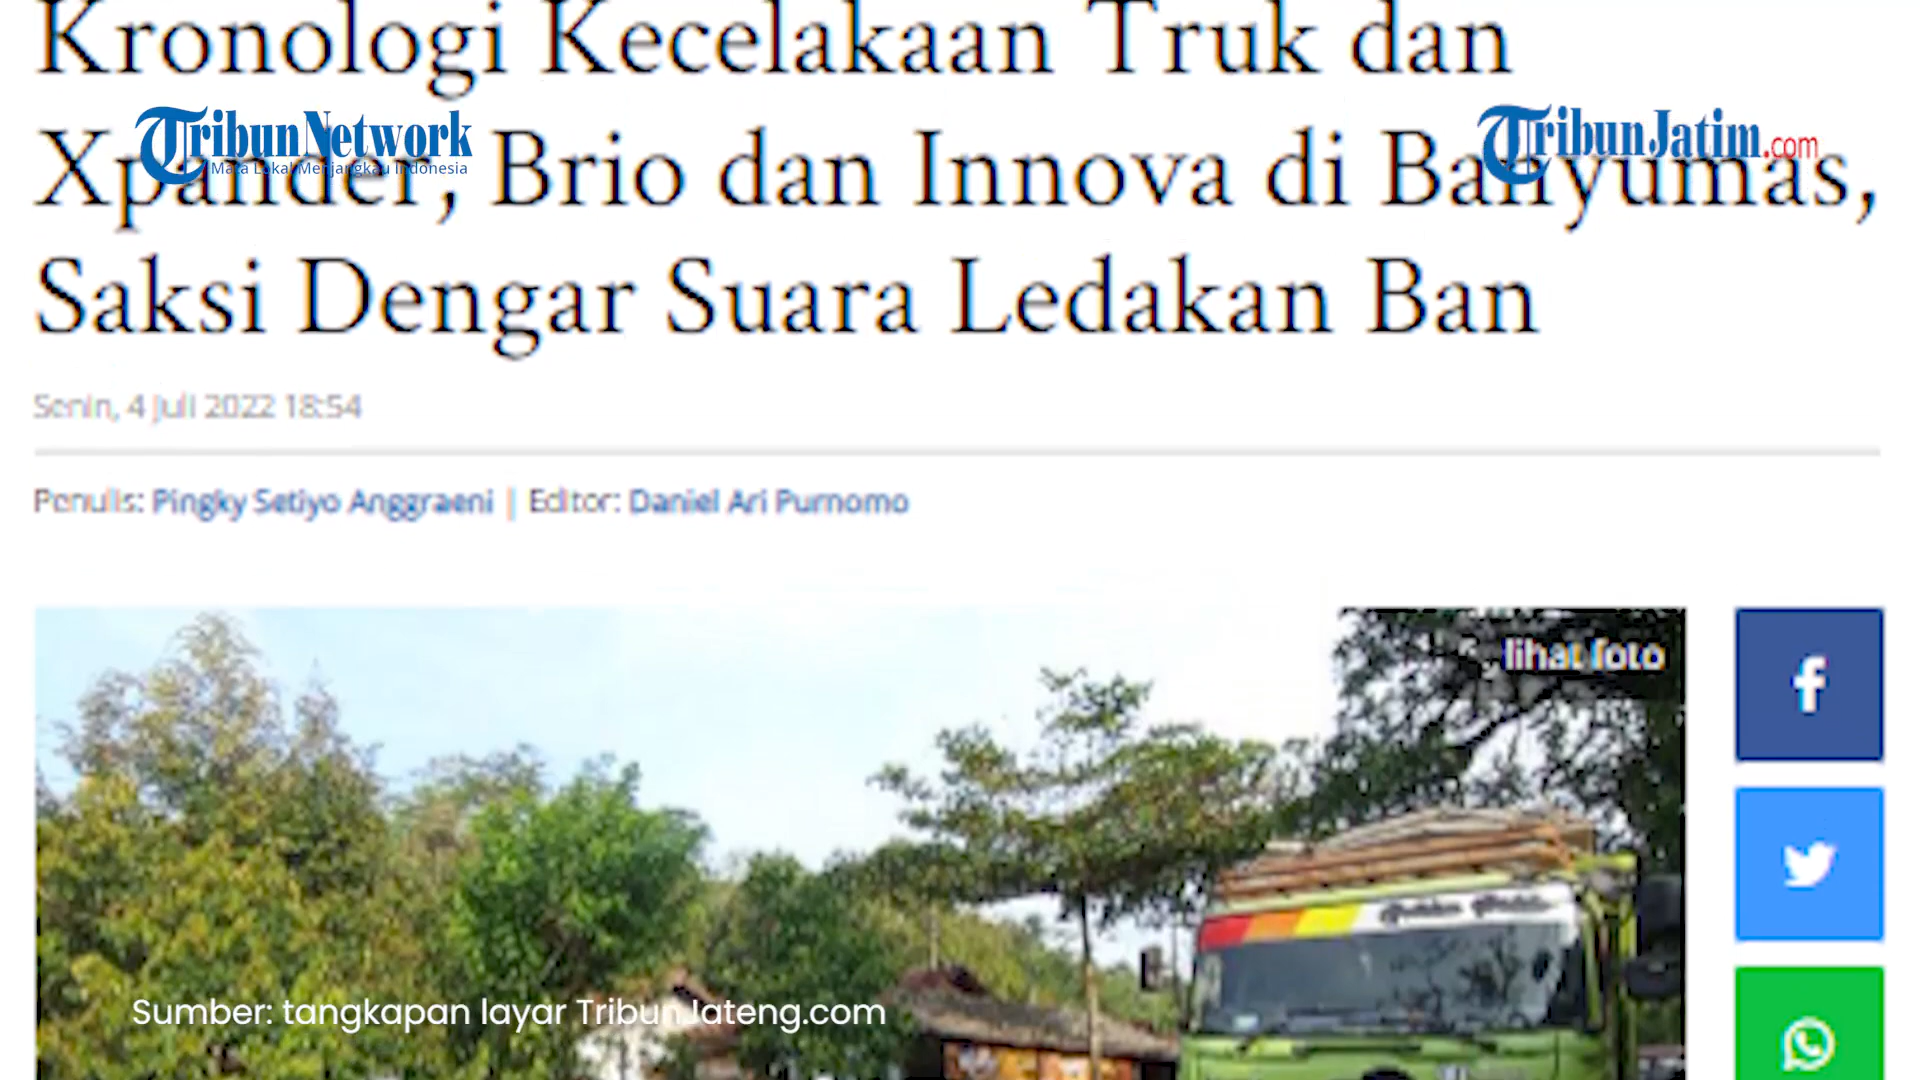 Kronologi Kecelakaan Truk dan
TribunNetwork
Mata Lokal Menjangkau Indonesia
TribunJatim.com
Xpander, Brio dan Innova di Banyumas,
Saksi Dengar Suara Ledakan Ban
Senin, 4 Juli 2022 18:54
Penulis: Pingky Setiyo Anggraeni | Editor: Daniel Ari Purnomo
lihat foto
Sumber: tangkapan layar TribunJateng.com